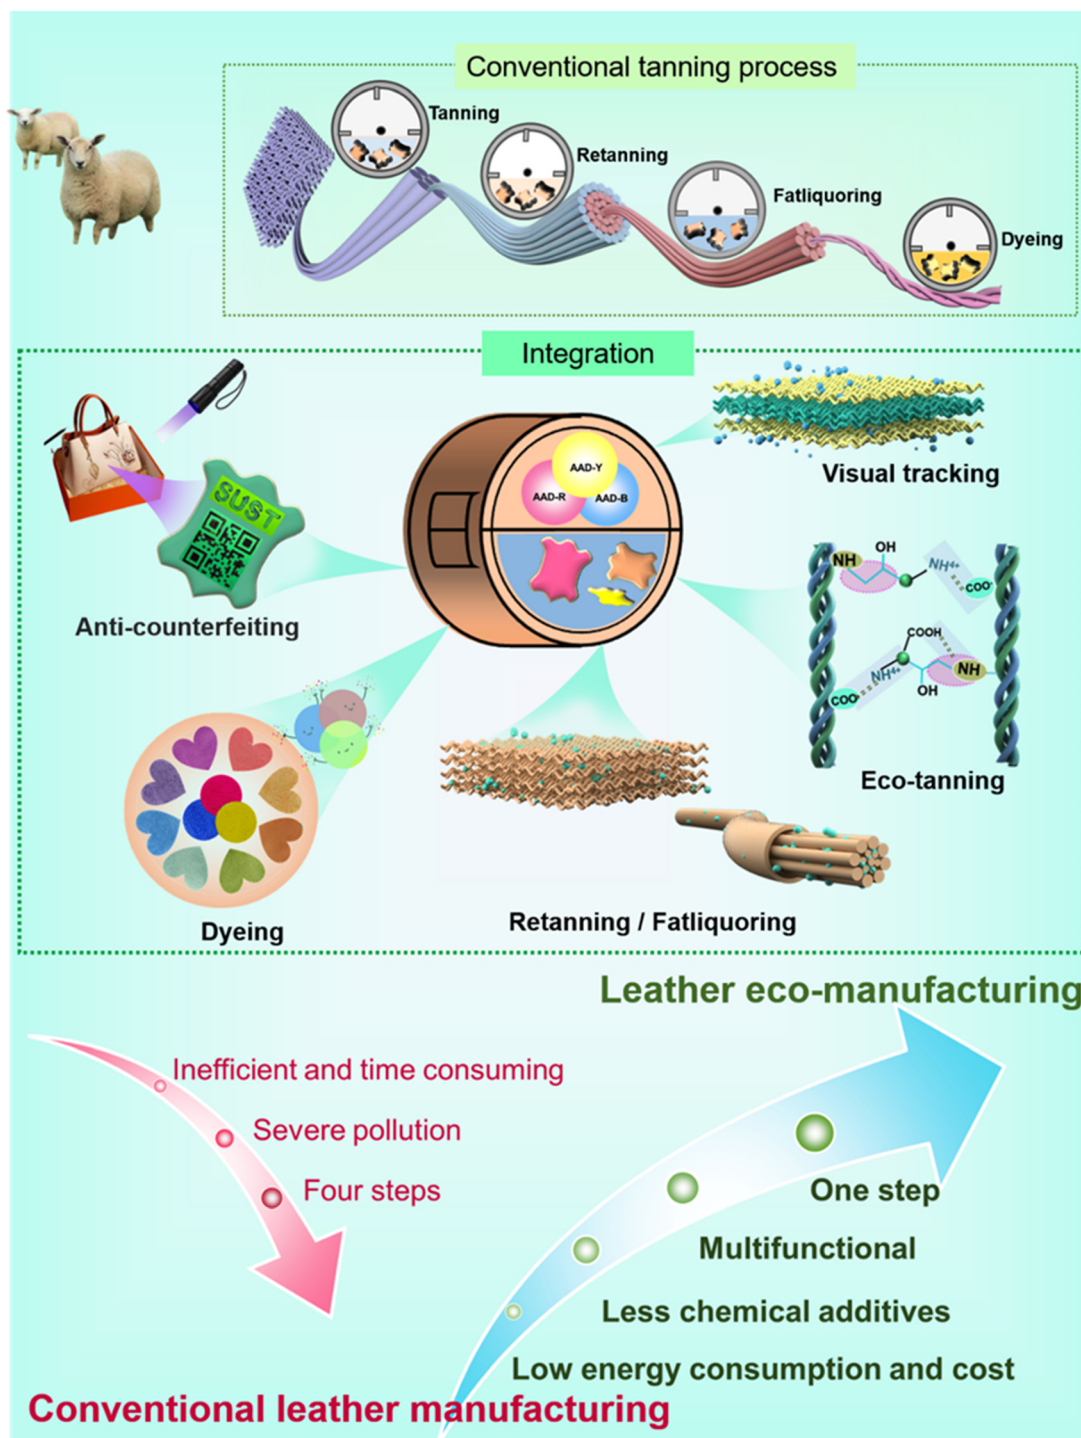 Conventional tanning process
Tanning
Retanning
Fatliquoring
Dyeing
Integration
AAD-Y
AAD-R
AAD-B
SUST
Anti-counterfeiting
Visual tracking
NH
OH
NH4+
COO-
COOH
NH4+
NH
OH
COO-
Eco-tanning
Dyeing
Retanning / Fatliquoring
Leather eco-manufacturing
Inefficient and time consuming
Severe pollution
Four steps
One step
Multifunctional
Less chemical additives
Low energy consumption and cost
Conventional leather manufacturing